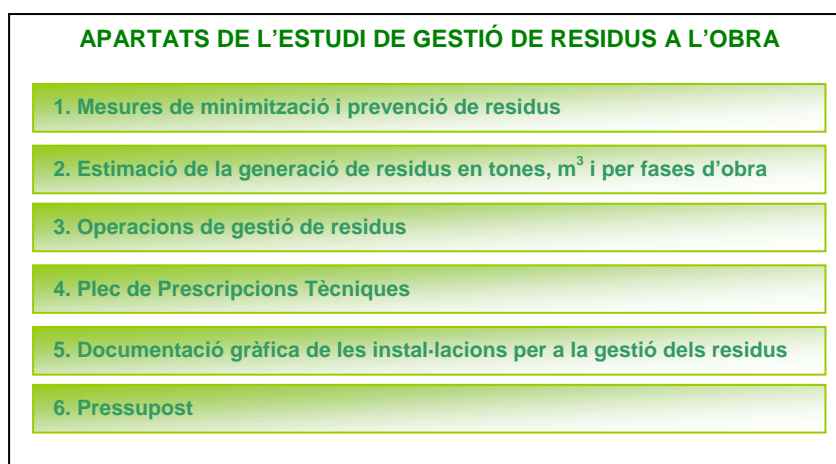 APARTATS DE L'ESTUDI DE GESTIÓ DE RESIDUS A L'OBRA
1. Mesures de minimització i prevenció de residus
2. Estimació de la generació de residus en tones, m³ i per fases d'obra
3. Operacions de gestió de residus
4. Plec de Prescripcions Tècniques
5. Documentació gràfica de les instal·lacions per a la gestió dels residus
6. Pressupost